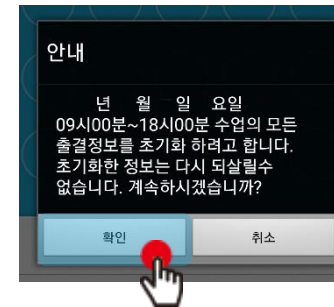 안내
년 월 일 요일
09시00분~18시00분 수업의 모든
출결정보를 초기화 하려고 합니다.
초기화한 정보는 다시 되살릴수
없습니다. 계속하시겠습니까?
확인 취소